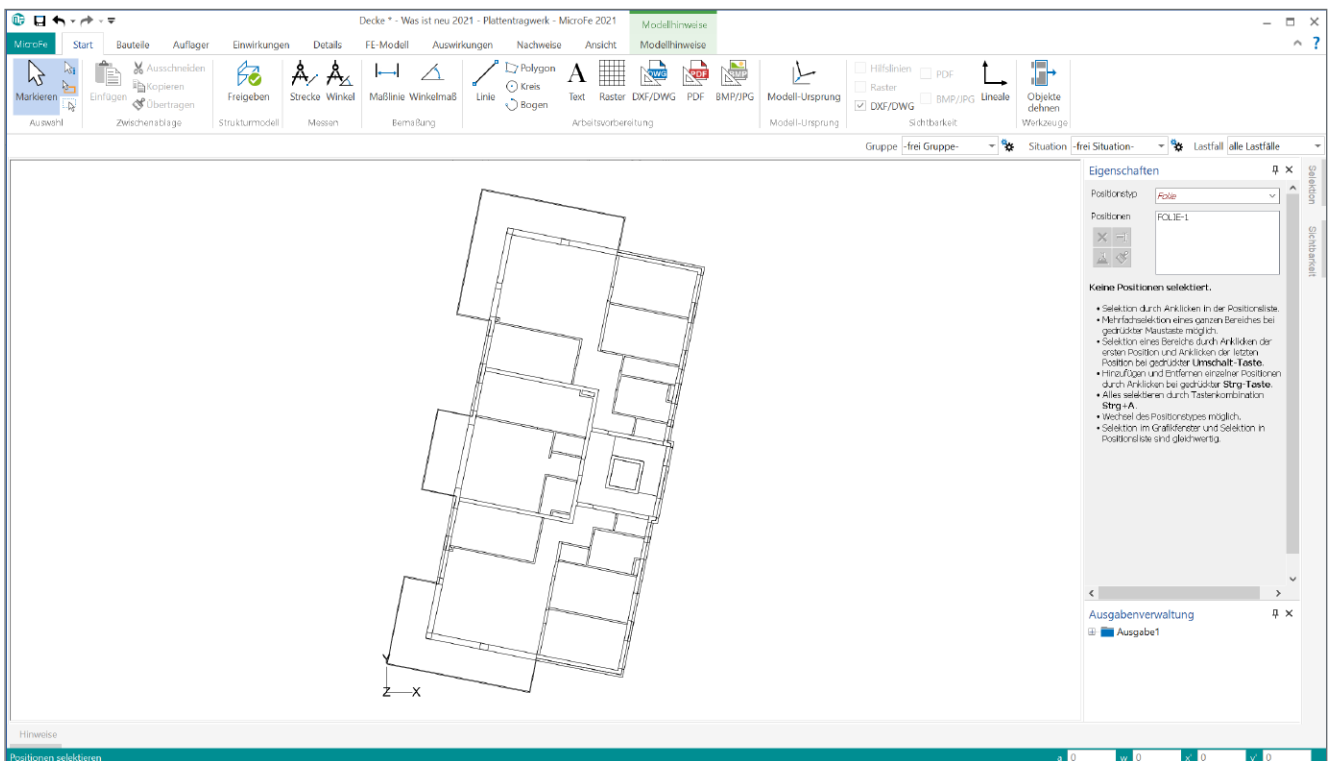 Decke * - Was ist neu 2021 - Plattentragwerk - MicroFe 2021
Modellhinweise
MicroFe Start Bauteile Auflager Einwirkungen Details FE-Modell Auswirkungen Nachweise Ansicht Modellhinweise
Markieren
Auswahl
Einfügen
Ausschneiden
Kopieren
Übertragen
Zwischenablage
Freigeben
Strukturmodell
Strecke Winkel
Messen
Maßlinie Winkelmaß
Bemaßung
Linie
Polygon
Kreis
Bogen
Text
Raster
DWG
DXF/DWG
PDF
PDF
BMP
BMP/JPG
Arbeitsvorbereitung
Modell-Ursprung
Modell-Ursprung
Hilfslinien
Raster
DXF/DWG
PDF
BMP/JPG
Lineale
Sichtbarkeit
Objekte
dehnen
Werkzeuge
Gruppe -frei Gruppe- Situation -frei Situation- Lastfall alle Lastfälle
Eigenschaften
Positionstyp Folie
Positionen FOLIE-1
Keine Positionen selektiert.
• Selektion durch Anklicken in der Positionsliste.
• Mehrfachselektion eines ganzen Bereiches bei
gedrückter Maustaste möglich.
• Selektion eines Bereichs durch Anklicken der
ersten Position und Anklicken der letzten
Position bei gedrückter Umschalt-Taste.
• Hinzufügen und Entfernen einzelner Positionen
durch Anklicken bei gedrückter Strg-Taste.
• Alles selektieren durch Tastenkombination
Strg+A.
• Wechsel des Positionstypes möglich.
• Selektion im Grafikfenster und Selektion in
Positionsliste sind gleichwertig.
Selektion
Sichtbarkeit
Ausgabenverwaltung
Ausgabe1
Y
Z X
Hinweise
Positionen selektieren
a 0 w 0 x' 0 y' 0